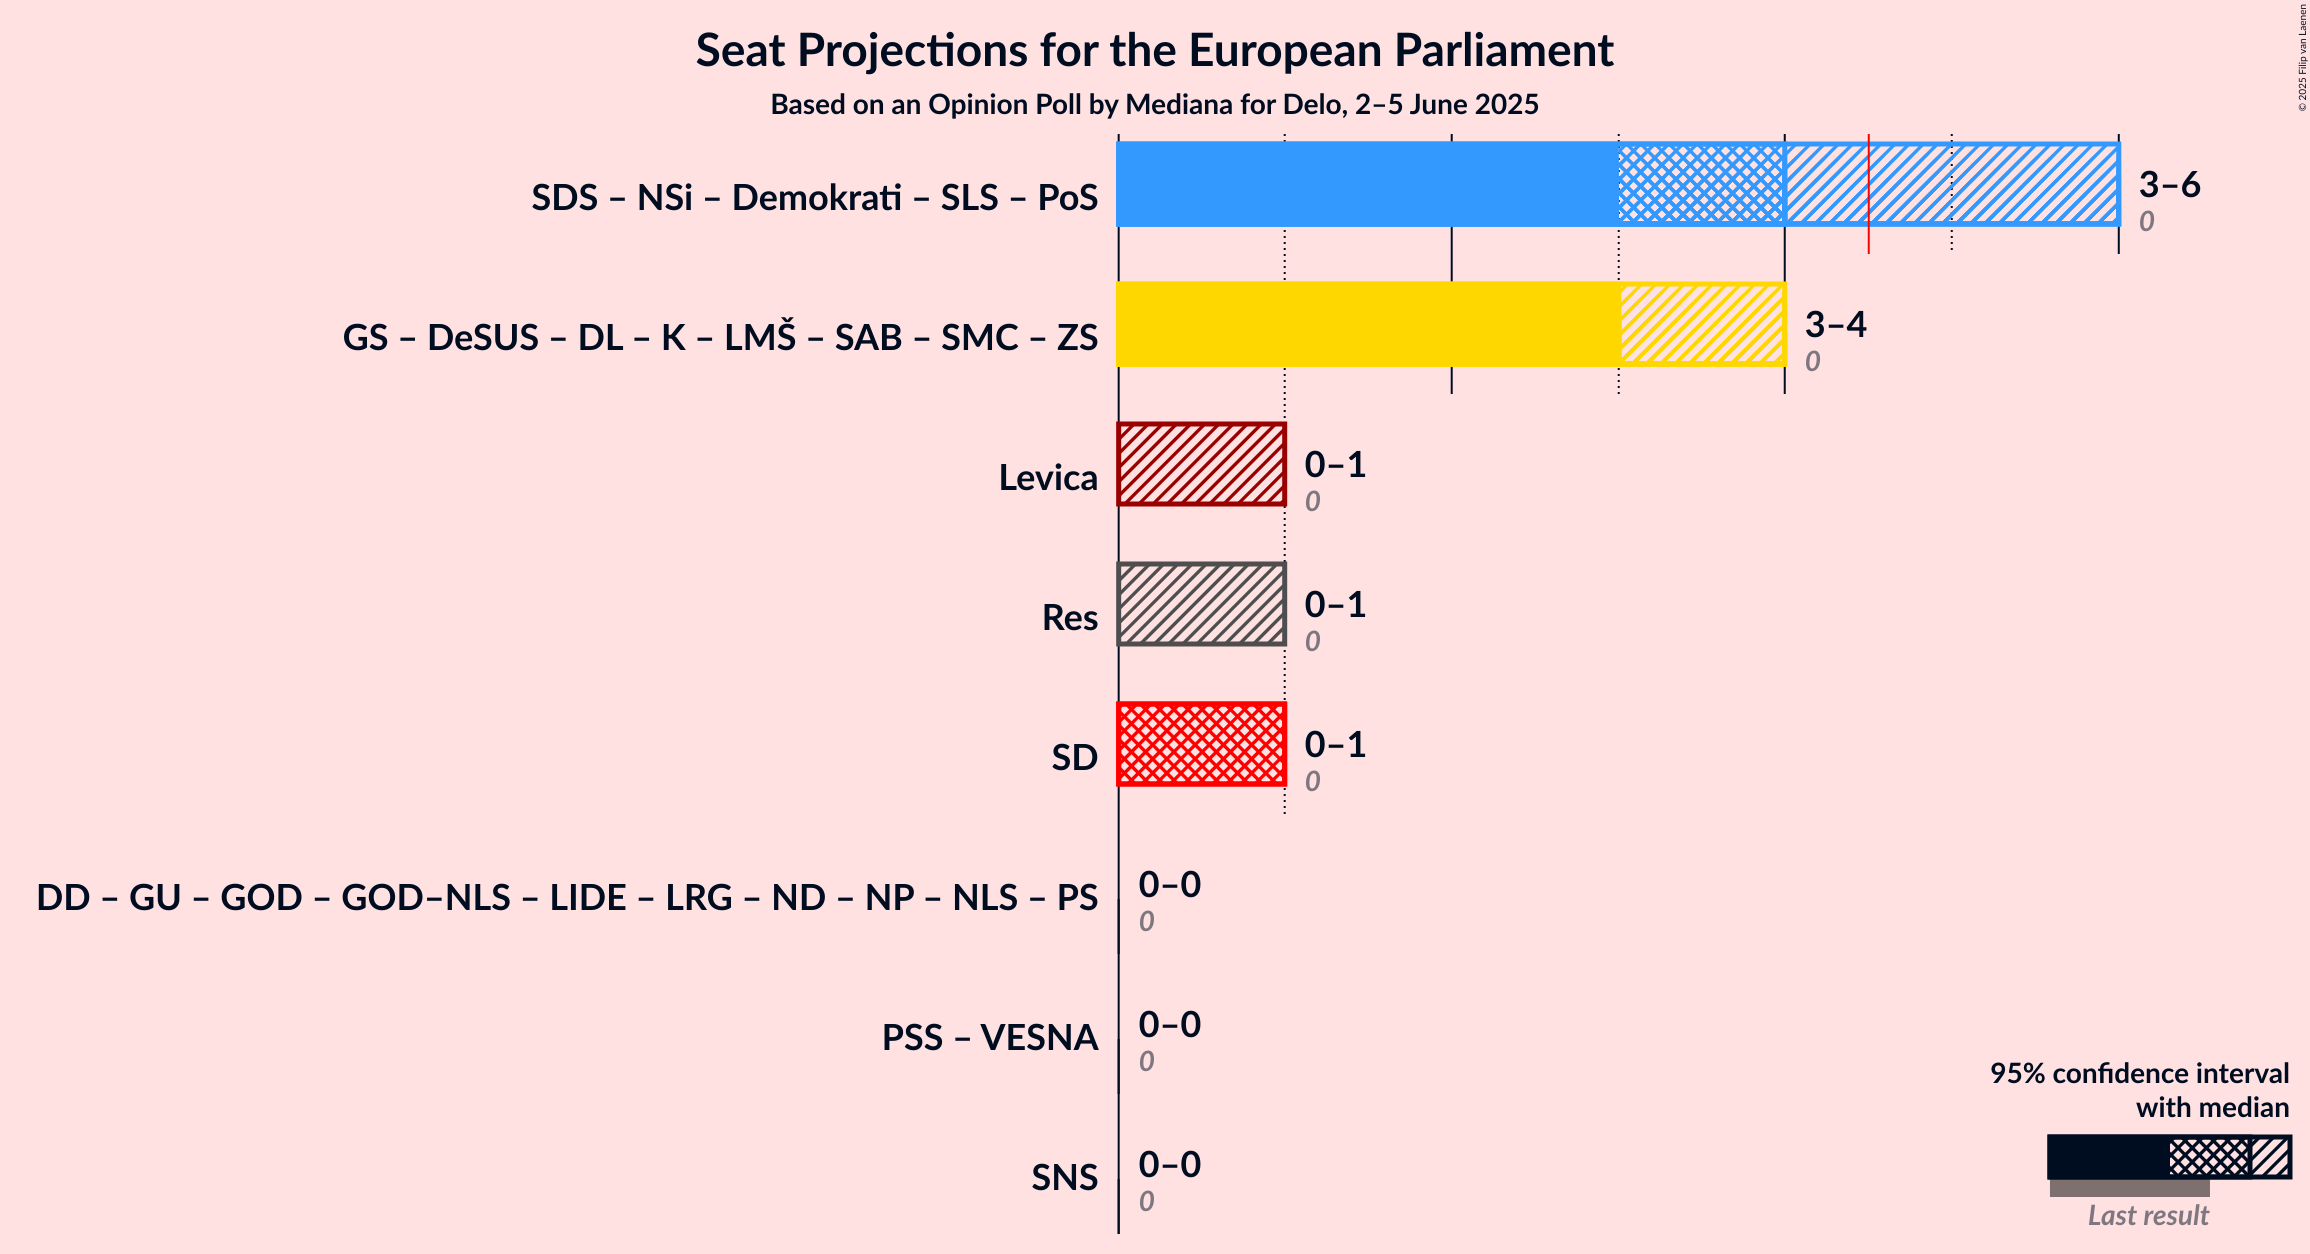 Seat Projections for the European Parliament
Based on an Opinion Poll by Mediana for Delo, 2–5 June 2025
© 2025 Filip van Laenen
SDS – NSi – Demokrati – SLS – PoS
3–6
0
GS – DeSUS – DL – K – LMŠ – SAB – SMC – ZS
3–4
0
Levica
0–1
0
Res
0–1
0
SD
0–1
0
DD – GU – GOD – GOD–NLS – LIDE – LRG – ND – NP – NLS – PS
0–0
0
PSS – VESNA
0–0
0
SNS
0–0
0
95% confidence interval
with median
Last result